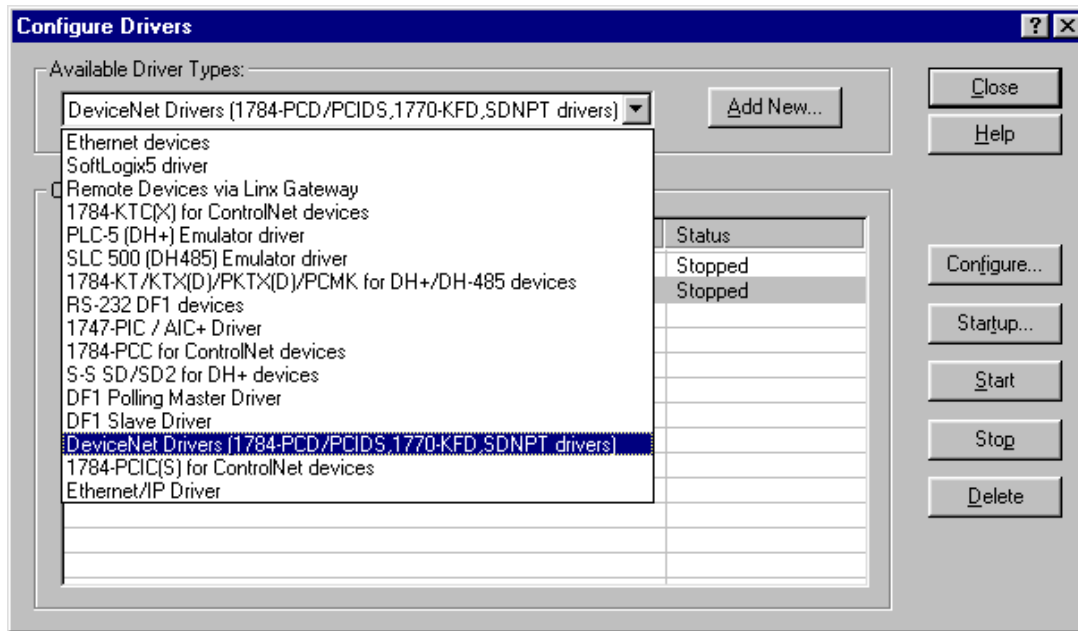 Configure Drivers
Available Driver Types:
DeviceNet Drivers (1784-PCD/PCIDS,1770-KFD,SDNPT drivers)
Add New...
Close
Help
Ethernet devices
SoftLogix5 driver
Remote Devices via Linx Gateway
1784-KTC(X) for ControlNet devices
PLC-5 (DH+) Emulator driver
SLC 500 (DH485) Emulator driver
1784-KT/KTX(D)/PKTX(D)/PCMK for DH+/DH-485 devices
RS-232 DF1 devices
1747-PIC / AIC+ Driver
1784-PCC for ControlNet devices
S-S SD/SD2 for DH+ devices
DF1 Polling Master Driver
DF1 Slave Driver
DeviceNet Drivers (1784-PCD/PCIDS,1770-KFD,SDNPT drivers)
1784-PCIC(S) for ControlNet devices
Ethernet/IP Driver
Status
Stopped
Stopped
Configure...
Startup...
Start
Stop
Delete